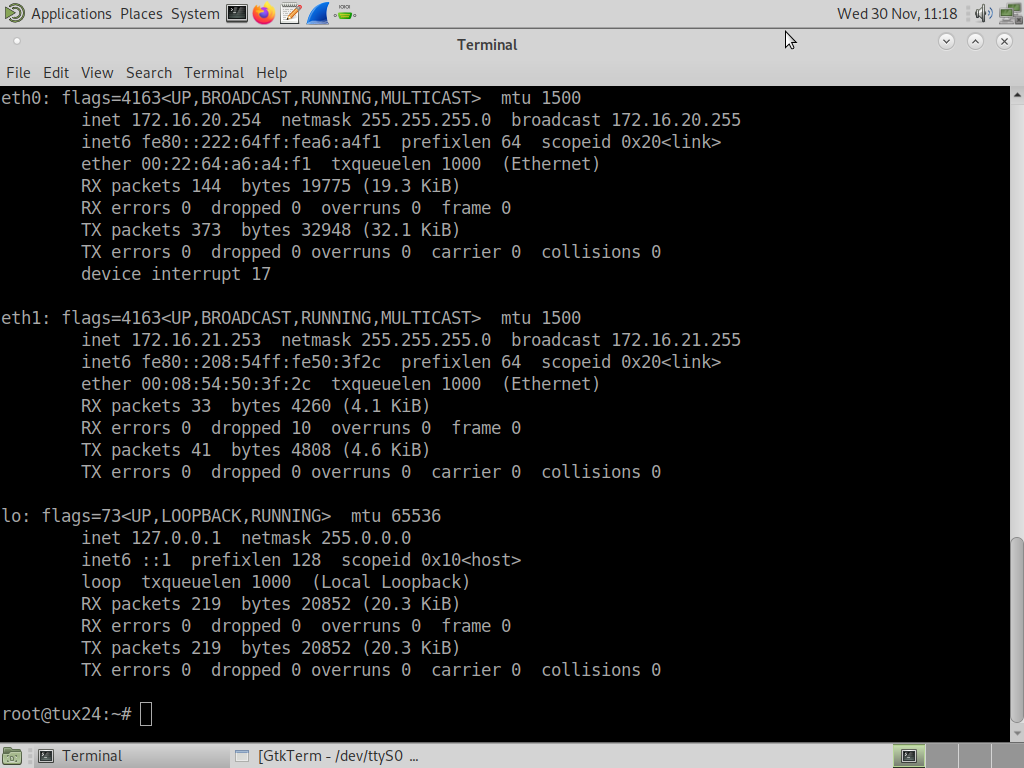 Applications Places System Wed 30 Nov, 11:18
Terminal
File Edit View Search Terminal Help
eth0: flags=4163<UP,BROADCAST,RUNNING,MULTICAST>  mtu 1500
        inet 172.16.20.254  netmask 255.255.255.0  broadcast 172.16.20.255
        inet6 fe80::222:64ff:fea6:a4f1  prefixlen 64  scopeid 0x20<link>
        ether 00:22:64:a6:a4:f1  txqueuelen 1000  (Ethernet)
        RX packets 144  bytes 19775 (19.3 KiB)
        RX errors 0  dropped 0  overruns 0  frame 0
        TX packets 373  bytes 32948 (32.1 KiB)
        TX errors 0  dropped 0 overruns 0  carrier 0  collisions 0
        device interrupt 17
eth1: flags=4163<UP,BROADCAST,RUNNING,MULTICAST>  mtu 1500
        inet 172.16.21.253  netmask 255.255.255.0  broadcast 172.16.21.255
        inet6 fe80::208:54ff:fe50:3f2c  prefixlen 64  scopeid 0x20<link>
        ether 00:08:54:50:3f:2c  txqueuelen 1000  (Ethernet)
        RX packets 33  bytes 4260 (4.1 KiB)
        RX errors 0  dropped 10  overruns 0  frame 0
        TX packets 41  bytes 4808 (4.6 KiB)
        TX errors 0  dropped 0 overruns 0  carrier 0  collisions 0
lo: flags=73<UP,LOOPBACK,RUNNING>  mtu 65536
        inet 127.0.0.1  netmask 255.0.0.0
        inet6 ::1  prefixlen 128  scopeid 0x10<host>
        loop  txqueuelen 1000  (Local Loopback)
        RX packets 219  bytes 20852 (20.3 KiB)
        RX errors 0  dropped 0  overruns 0  frame 0
        TX packets 219  bytes 20852 (20.3 KiB)
        TX errors 0  dropped 0 overruns 0  carrier 0  collisions 0
root@tux24:~#
Terminal [GtkTerm - /dev/ttyS0 ...